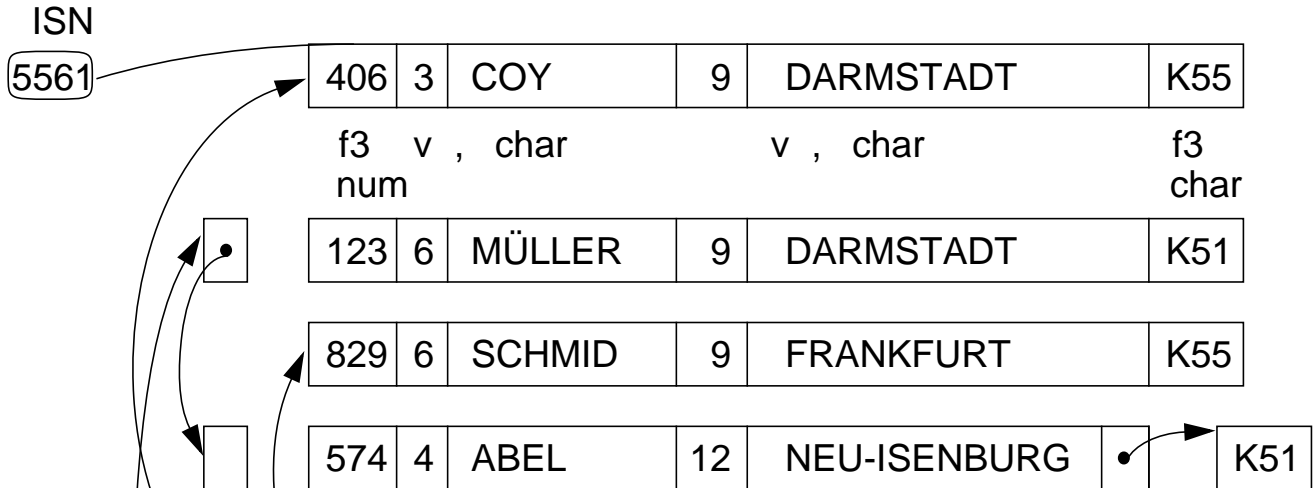 ISN
5561 406 3 COY 9 DARMSTADT K55
f3 v , char v , char f3
num char
123 6 MÜLLER 9 DARMSTADT K51
829 6 SCHMID 9 FRANKFURT K55
574 4 ABEL 12 NEU-ISENBURG K51